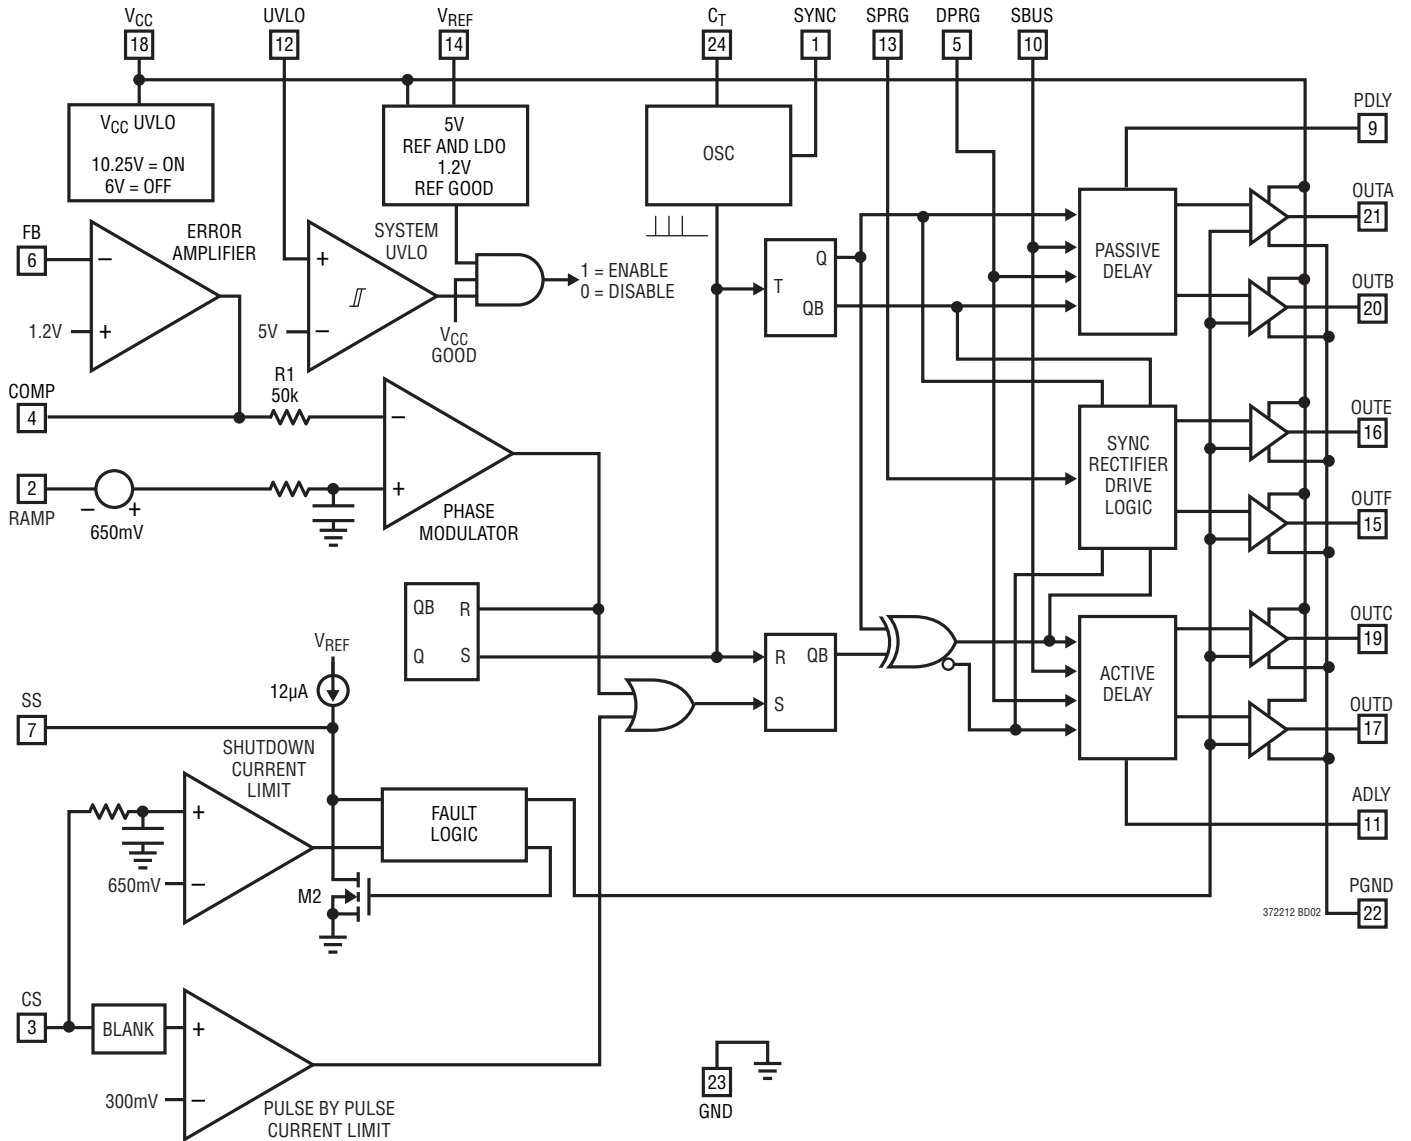 VCC
UVLO
VREF
CT
SYNC
SPRG
DPRG
SBUS
18
12
14
24
1
13
5
10
PDLY
9
VCC UVLO
10.25V = ON
6V = OFF
5V
REF AND LDO
1.2V
REF GOOD
OSC
OUTA
21
FB
6
ERROR
AMPLIFIER
−
+
1.2V
SYSTEM
UVLO
+
−
5V
VCC
GOOD
1 = ENABLE
0 = DISABLE
T
Q
QB
PASSIVE
DELAY
OUTB
20
COMP
4
R1
50k
−
+
PHASE
MODULATOR
2
RAMP
−
+
650mV
SYNC
RECTIFIER
DRIVE
LOGIC
OUTE
16
OUTF
15
QB
R
Q
S
R
QB
S
ACTIVE
DELAY
OUTC
19
OUTD
17
VREF
12µA
SS
7
SHUTDOWN
CURRENT
LIMIT
+
−
650mV
FAULT
LOGIC
M2
ADLY
11
PGND
22
372212 BD02
CS
3
BLANK
+
−
300mV
PULSE BY PULSE
CURRENT LIMIT
23
GND